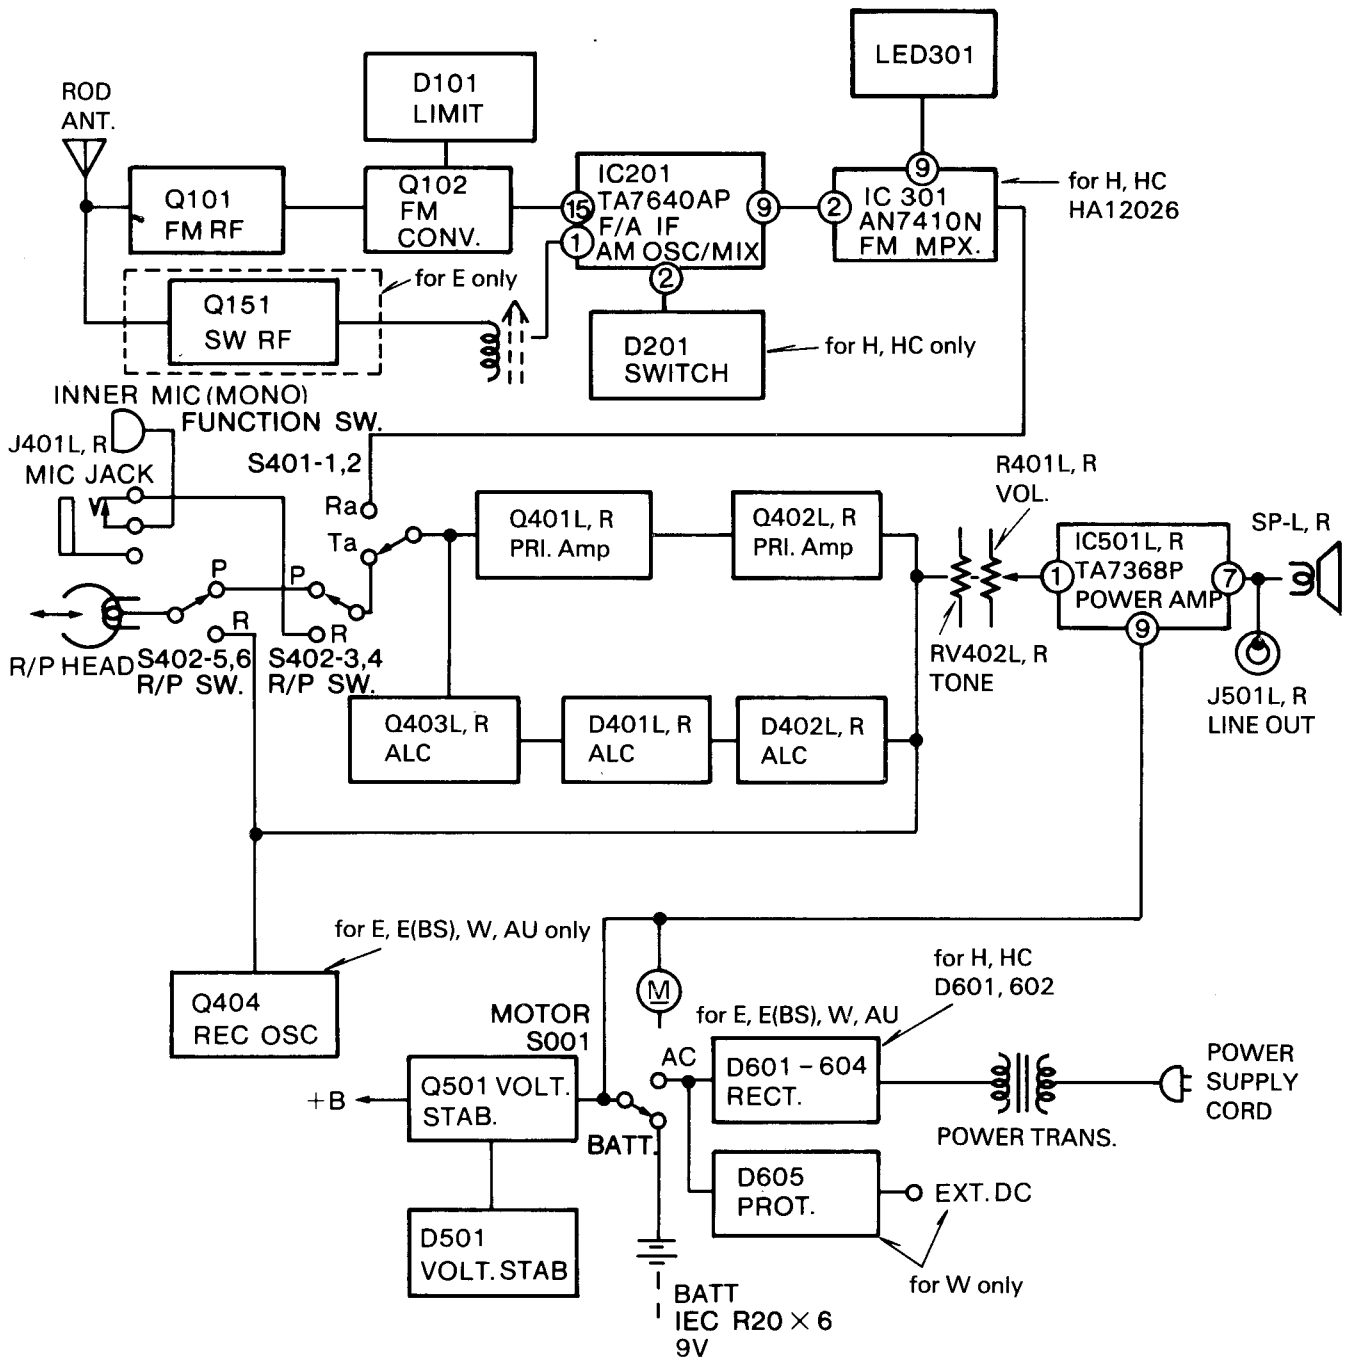 LED301
D101
LIMIT
ROD
ANT.
Q101
FM RF
Q102
FM
CONV.
15
1
IC201
TA7640AP
F/A IF
AM OSC/MIX
9
2
2
9
IC 301
AN7410N
FM MPX.
for H, HC
HA12026
for E only
Q151
SW RF
D201
SWITCH
for H, HC only
INNER MIC (MONO)
FUNCTION SW.
J401L, R
MIC JACK
S401-1,2
Ra
Ta
Q401L, R
PRI. Amp
Q402L, R
PRI. Amp
R401L, R
VOL.
1
IC501L, R
TA7368P
POWER AMP
7
9
SP-L, R
P
P
R
R
R/P HEAD
S402-5,6
R/P SW.
S402-3,4
R/P SW.
RV402L, R
TONE
J501L, R
LINE OUT
Q403L, R
ALC
D401L, R
ALC
D402L, R
ALC
for E, E(BS), W, AU only
Q404
REC OSC
M
MOTOR
S001
for H, HC
D601, 602
for E, E(BS), W, AU
AC
D601 – 604
RECT.
POWER
SUPPLY
CORD
POWER TRANS.
+B
Q501 VOLT.
STAB.
BATT.
D605
PROT.
EXT. DC
for W only
D501
VOLT. STAB
BATT
IEC R20 × 6
9V